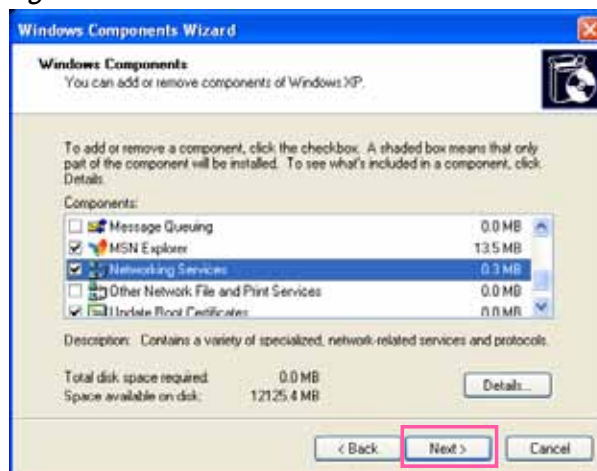 Windows Components Wizard
Windows Components
You can add or remove components of Windows XP.
To add or remove a component, click the checkbox. A shaded box means that only
part of the component will be installed. To see what's included in a component, click
Details.
Components:
Message Queuing 0.0 MB
MSN Explorer 13.5 MB
Networking Services 0.3 MB
Other Network File and Print Services 0.0 MB
Update Root Certificates 0.0 MB
Description: Contains a variety of specialized, network-related services and protocols.
Total disk space required: 0.0 MB
Space available on disk: 12125.4 MB
Details...
< Back
Next >
Cancel